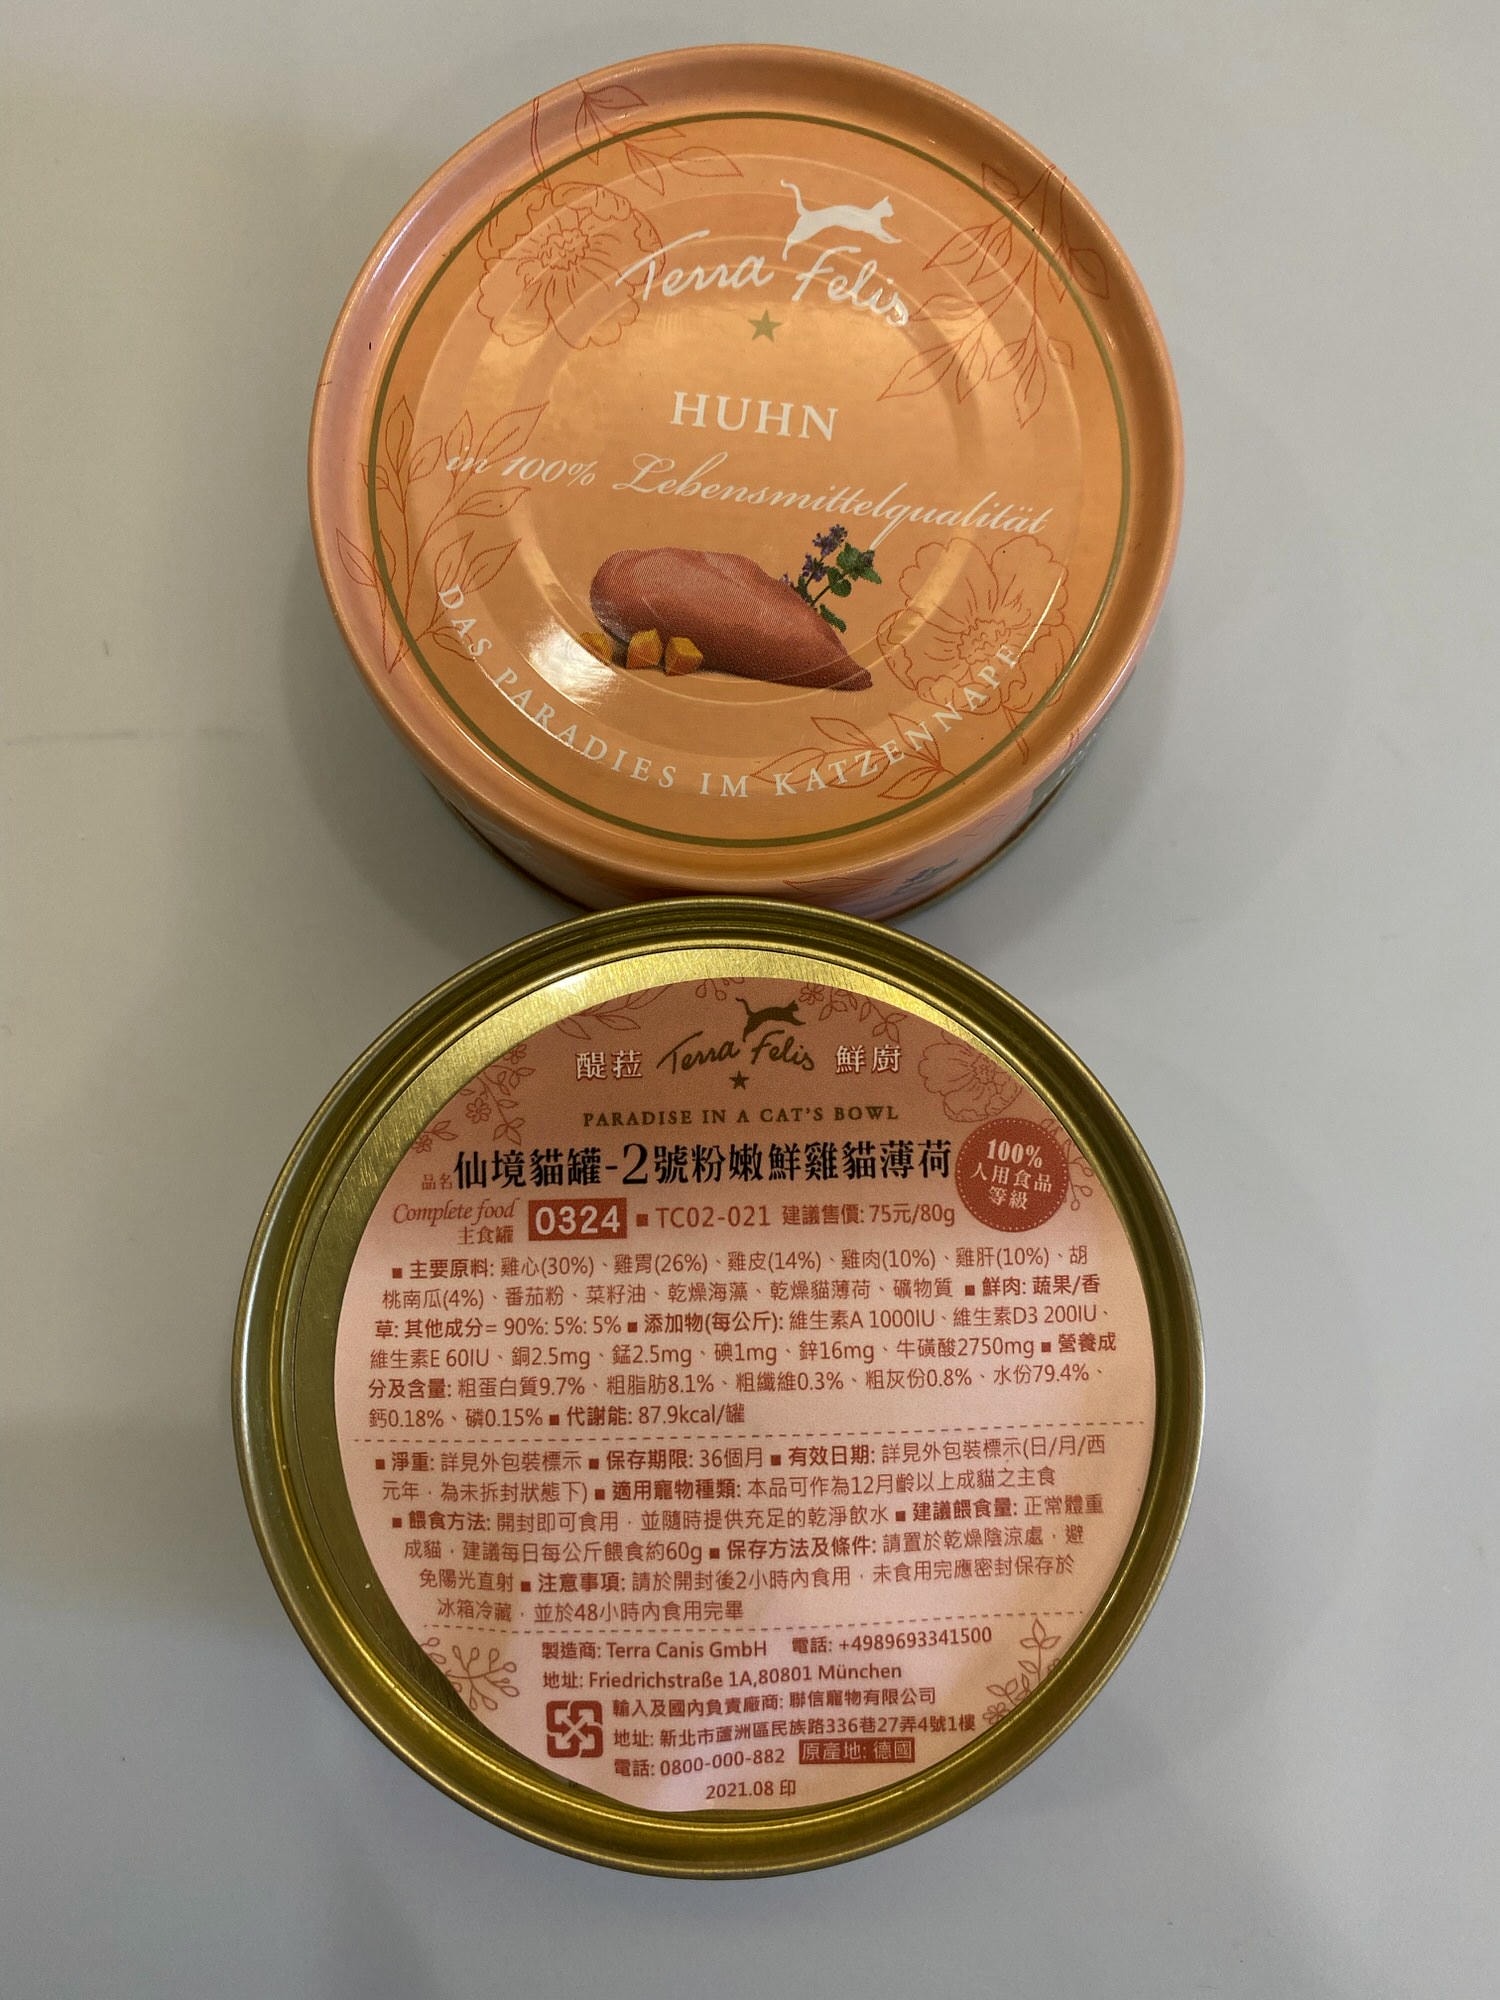 Terra Felis
HUHN
in 100% Lebensmittelqualität
DAS PARADIES IM KATZENNAPF
醍菈 Terra Felis 鮮廚
PARADISE IN A CAT'S BOWL
品名 仙境貓罐-2號粉嫩鮮雞貓薄荷
100%
人用食品
等級
Complete food
主食罐
0324 ■ TC02-021 建議售價: 75元/80g
■ 主要原料: 雞心(30%)、雞胃(26%)、雞皮(14%)、雞肉(10%)、雞肝(10%)、胡
桃南瓜(4%)、番茄粉、菜籽油、乾燥海藻、乾燥貓薄荷、礦物質 ■ 鮮肉: 蔬果/香
草: 其他成分= 90%: 5%: 5% ■ 添加物(每公斤): 維生素A 1000IU、維生素D3 200IU、
維生素E 60IU、銅2.5mg、錳2.5mg、碘1mg、鋅16mg、牛磺酸2750mg ■ 營養成
分及含量: 粗蛋白質9.7%、粗脂肪8.1%、粗纖維0.3%、粗灰份0.8%、水份79.4%、
鈣0.18%、磷0.15% ■ 代謝能: 87.9kcal/罐
■ 淨重: 詳見外包裝標示 ■ 保存期限: 36個月 ■ 有效日期: 詳見外包裝標示(日/月/西
元年，為未拆封狀態下) ■ 適用寵物種類: 本品可作為12月齡以上成貓之主食
■ 餵食方法: 開封即可食用，並隨時提供充足的乾淨飲水 ■ 建議餵食量: 正常體重
成貓，建議每日每公斤餵食約60g ■ 保存方法及條件: 請置於乾燥陰涼處，避
免陽光直射 ■ 注意事項: 請於開封後2小時內食用，未食用完應密封保存於
冰箱冷藏，並於48小時內食用完畢
製造商: Terra Canis GmbH 電話: +4989693341500
地址: Friedrichstraße 1A,80801 München
輸入及國內負責廠商: 聯信寵物有限公司
地址: 新北市蘆洲區民族路336巷27弄4號1樓
電話: 0800-000-882 原產地: 德國
2021.08 印